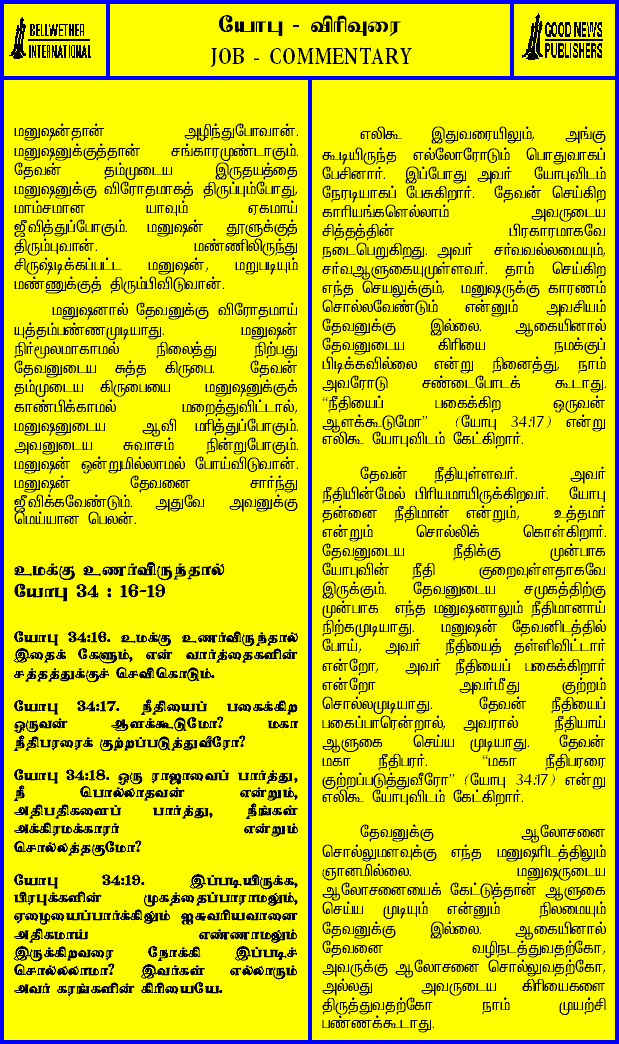 BELLWETHER
INTERNATIONAL
யோபு - விரிவுரை
JOB - COMMENTARY
GOOD NEWS
PUBLISHERS
மனுஷன்தான் அழிந்துபோவான்.
மனுஷனுக்குத்தான் சங்காரமுண்டாகும்.
தேவன் தம்முடைய இருதயத்தை
மனுஷனுக்கு விரோதமாகத் திருப்பும்போது,
மாம்சமான யாவும் ஏகமாய்
ஜீவித்துப்போகும். மனுஷன் தூளுக்குத்
திரும்புவான். மண்ணிலிருந்து
சிருஷ்டிக்கப்பட்ட மனுஷன், மறுபடியும்
மண்ணுக்குத் திரும்பிவிடுவான்.
மனுஷனால் தேவனுக்கு விரோதமாய்
யுத்தம்பண்ணமுடியாது. மனுஷன்
நிர்மூலமாகாமல் நிலைத்து நிற்பது
தேவனுடைய சுத்த கிருபை. தேவன்
தம்முடைய கிருபையை மனுஷனுக்குக்
காண்பிக்காமல் மறைத்துவிட்டால்,
மனுஷனுடைய ஆவி மரித்துப்போகும்.
அவனுடைய சுவாசம் நின்றுபோகும்.
மனுஷன் ஒன்றுமில்லாமல் போய்விடுவான்.
மனுஷன் தேவனை சார்ந்து
ஜீவிக்கவேண்டும். அதுவே அவனுக்கு
மெய்யான பெலன்.
உமக்கு உணர்விருந்தால்
யோபு 34 : 16-19
யோபு 34:16. உமக்கு உணர்விருந்தால்
இதைக் கேளும், என் வார்த்தைகளின்
சத்தத்துக்குச் செவிகொடும்.
யோபு 34:17. நீதியைப் பகைக்கிற
ஒருவன் ஆளக்கூடுமோ? மகா
நீதிபரரைக் குற்றப்படுத்துவீரோ?
யோபு 34:18. ஒரு ராஜாவைப் பார்த்து,
நீ பொல்லாதவன் என்றும்,
அதிபதிகளைப் பார்த்து, நீங்கள்
அக்கிரமக்காரர் என்றும்
சொல்லத்தகுமோ?
யோபு 34:19. இப்படியிருக்க,
பிரபுக்களின் முகத்தைப்பாராமலும்,
ஏழையைப்பார்க்கிலும் ஐசுவரியவானை
அதிகமாய் எண்ணாமலும்
இருக்கிறவரை நோக்கி இப்படிச்
சொல்லலாமா? இவர்கள் எல்லாரும்
அவர் கரங்களின் கிரியையே.
எலிகூ இதுவரையிலும், அங்கு
கூடியிருந்த எல்லோரோடும் பொதுவாகப்
பேசினார். இப்போது அவர் யோபுவிடம்
நேரடியாகப் பேசுகிறார். தேவன் செய்கிற
காரியங்களெல்லாம் அவருடைய
சித்தத்தின் பிரகாரமாகவே
நடைபெறுகிறது. அவர் சர்வவல்லமையும்,
சர்வஆளுகையுமுள்ளவர். தாம் செய்கிற
எந்த செயலுக்கும், மனுஷருக்கு காரணம்
சொல்லவேண்டும் என்னும் அவசியம்
தேவனுக்கு இல்லை. ஆகையினால்
தேவனுடைய கிரியை நமக்குப்
பிடிக்கவில்லை என்று நினைத்து, நாம்
அவரோடு சண்டைபோடக் கூடாது.
“நீதியைப் பகைக்கிற ஒருவன்
ஆளக்கூடுமோ” (யோபு 34:17) என்று
எலிகூ யோபுவிடம் கேட்கிறார்.
தேவன் நீதியுள்ளவர். அவர்
நீதியின்மேல் பிரியமாயிருக்கிறவர். யோபு
தன்னை நீதிமான் என்றும், உத்தமர்
என்றும் சொல்லிக் கொள்கிறார்.
தேவனுடைய நீதிக்கு முன்பாக
யோபுவின் நீதி குறைவுள்ளதாகவே
இருக்கும். தேவனுடைய சமுகத்திற்கு
முன்பாக எந்த மனுஷனாலும் நீதிமானாய்
நிற்கமுடியாது. மனுஷன் தேவனிடத்தில்
போய், அவர் நீதியைத் தள்ளிவிட்டார்
என்றோ, அவர் நீதியைப் பகைக்கிறார்
என்றோ அவர்மீது குற்றம்
சொல்லமுடியாது. தேவன் நீதியைப்
பகைப்பாரென்றால், அவரால் நீதியாய்
ஆளுகை செய்ய முடியாது. தேவன்
மகா நீதிபரர். “மகா நீதிபரரை
குற்றப்படுத்துவீரோ” (யோபு 34:17) என்று
எலிகூ யோபுவிடம் கேட்கிறார்.
தேவனுக்கு ஆலோசனை
சொல்லுமளவுக்கு எந்த மனுஷரிடத்திலும்
ஞானமில்லை. மனுஷருடைய
ஆலோசனையைக் கேட்டுத்தான் ஆளுகை
செய்ய முடியும் என்னும் நிலமையும்
தேவனுக்கு இல்லை. ஆகையினால்
தேவனை வழிநடத்துவதற்கோ,
அவருக்கு ஆலோசனை சொல்லுவதற்கோ,
அல்லது அவருடைய கிரியைகளை
திருத்துவதற்கோ நாம் முயற்சி
பண்ணக்கூடாது.